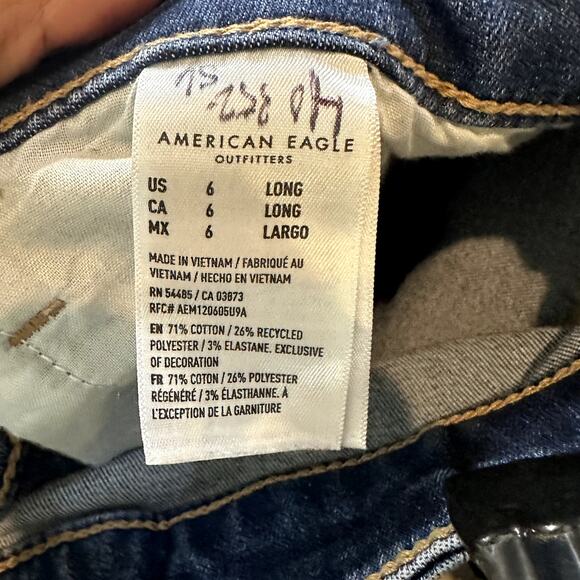 AMERICAN EAGLE
OUTFITTERS
US 6 LONG
CA 6 LONG
MX 6 LARGO
MADE IN VIETNAM / FABRIQUÉ AU
VIETNAM / HECHO EN VIETNAM
RN 54485 / CA 03873
RFC# AEM120605U9A
EN 71% COTTON / 26% RECYCLED
POLYESTER / 3% ELASTANE. EXCLUSIVE
OF DECORATION
FR 71% COTON / 26% POLYESTER
RÉGÉNÉRÉ / 3% ÉLASTHANNE. À
L'EXCEPTION DE LA GARNITURE